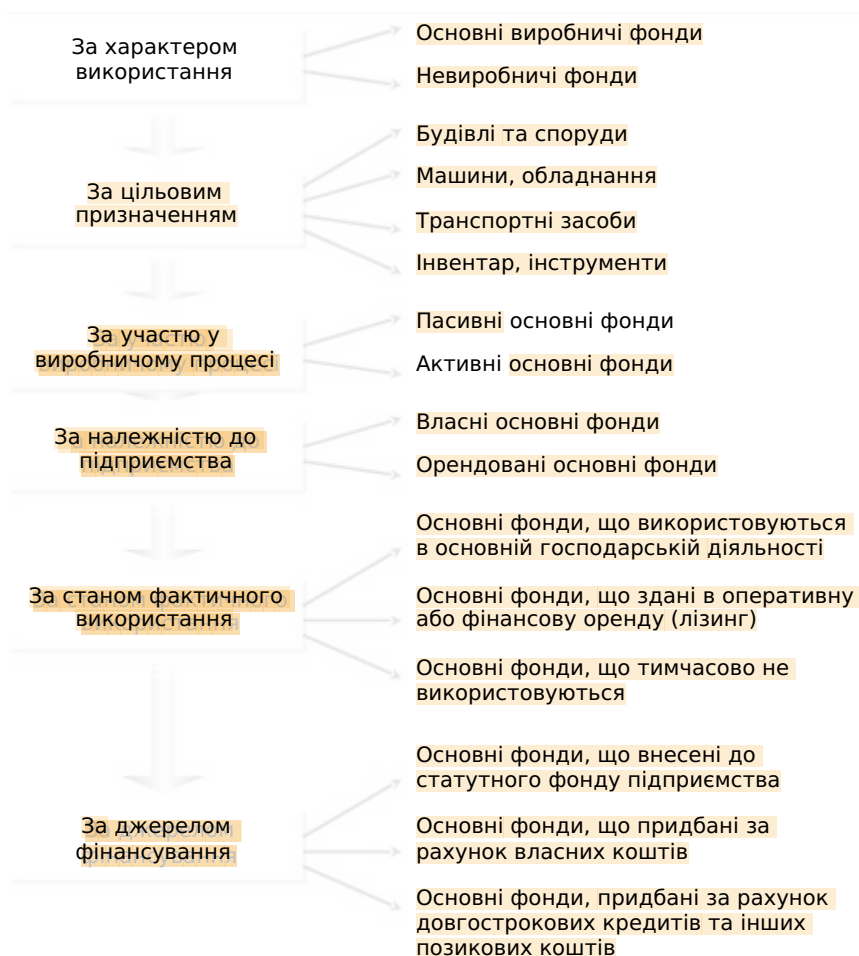 За характером
використання
Основні виробничі фонди
Невиробничі фонди
За цільовим
призначенням
Будівлі та споруди
Машини, обладнання
Транспортні засоби
Інвентар, інструменти
За участю у
виробничому процесі
Пасивні основні фонди
Активні основні фонди
За належністю до
підприємства
Власні основні фонди
Орендовані основні фонди
За станом фактичного
використання
Основні фонди, що використовуються
в основній господарській діяльності
Основні фонди, що здані в оперативну
або фінансову оренду (лізинг)
Основні фонди, що тимчасово не
використовуються
За джерелом
фінансування
Основні фонди, що внесені до
статутного фонду підприємства
Основні фонди, що придбані за
рахунок власних коштів
Основні фонди, придбані за рахунок
довгострокових кредитів та інших
позикових коштів